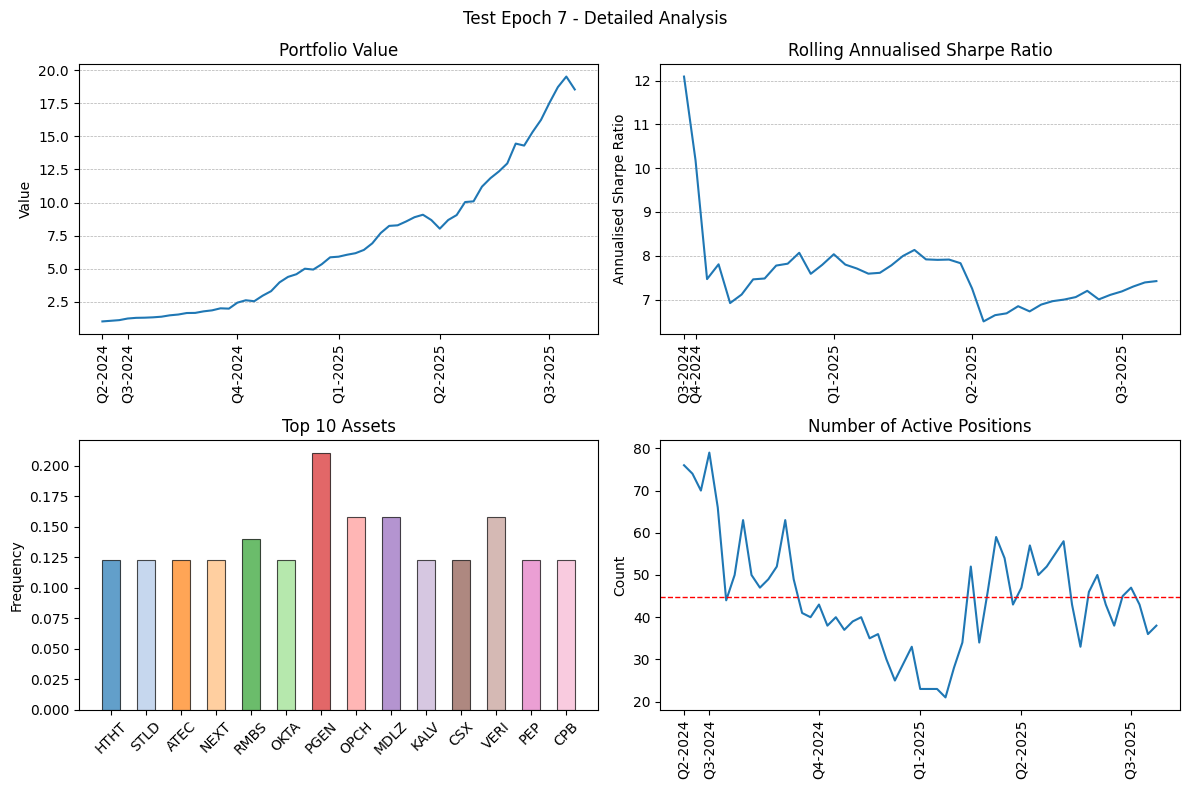 Test Epoch 7 - Detailed Analysis
Portfolio Value
Value
20.0
17.5
15.0
12.5
10.0
7.5
5.0
2.5
Q2-2024
Q3-2024
Q4-2024
Q1-2025
Q2-2025
Q3-2025
Rolling Annualised Sharpe Ratio
Annualised Sharpe Ratio
12
11
10
9
8
7
Q3-2024
Q4-2024
Q1-2025
Q2-2025
Q3-2025
Top 10 Assets
Frequency
0.200
0.175
0.150
0.125
0.100
0.075
0.050
0.025
0.000
HTHT
STLD
ATEC
NEXT
RMBS
OKTA
PGEN
OPCH
MDLZ
KALV
CSX
VERI
PEP
CPB
Number of Active Positions
Count
80
70
60
50
40
30
20
Q2-2024
Q3-2024
Q4-2024
Q1-2025
Q2-2025
Q3-2025